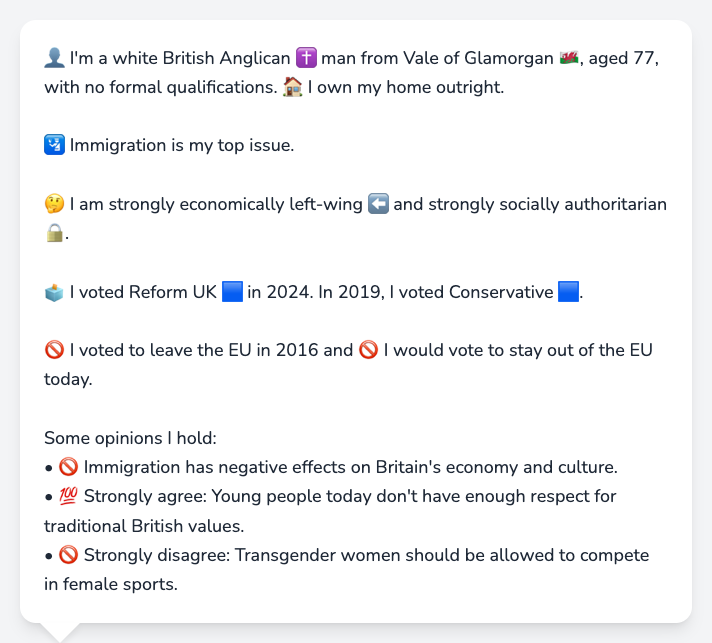 👤 I'm a white British Anglican ✝️ man from Vale of Glamorgan 🏴󠁧󠁢󠁷󠁬󠁳󠁿, aged 77,
with no formal qualifications. 🏠 I own my home outright.
🛂 Immigration is my top issue.
🤔 I am strongly economically left-wing ⬅️ and strongly socially authoritarian
🔒.
🗳️ I voted Reform UK 🟦 in 2024. In 2019, I voted Conservative 🟦.
🚫 I voted to leave the EU in 2016 and 🚫 I would vote to stay out of the EU
today.
Some opinions I hold:
• 🚫 Immigration has negative effects on Britain's economy and culture.
• 💯 Strongly agree: Young people today don't have enough respect for
traditional British values.
• 🚫 Strongly disagree: Transgender women should be allowed to compete
in female sports.